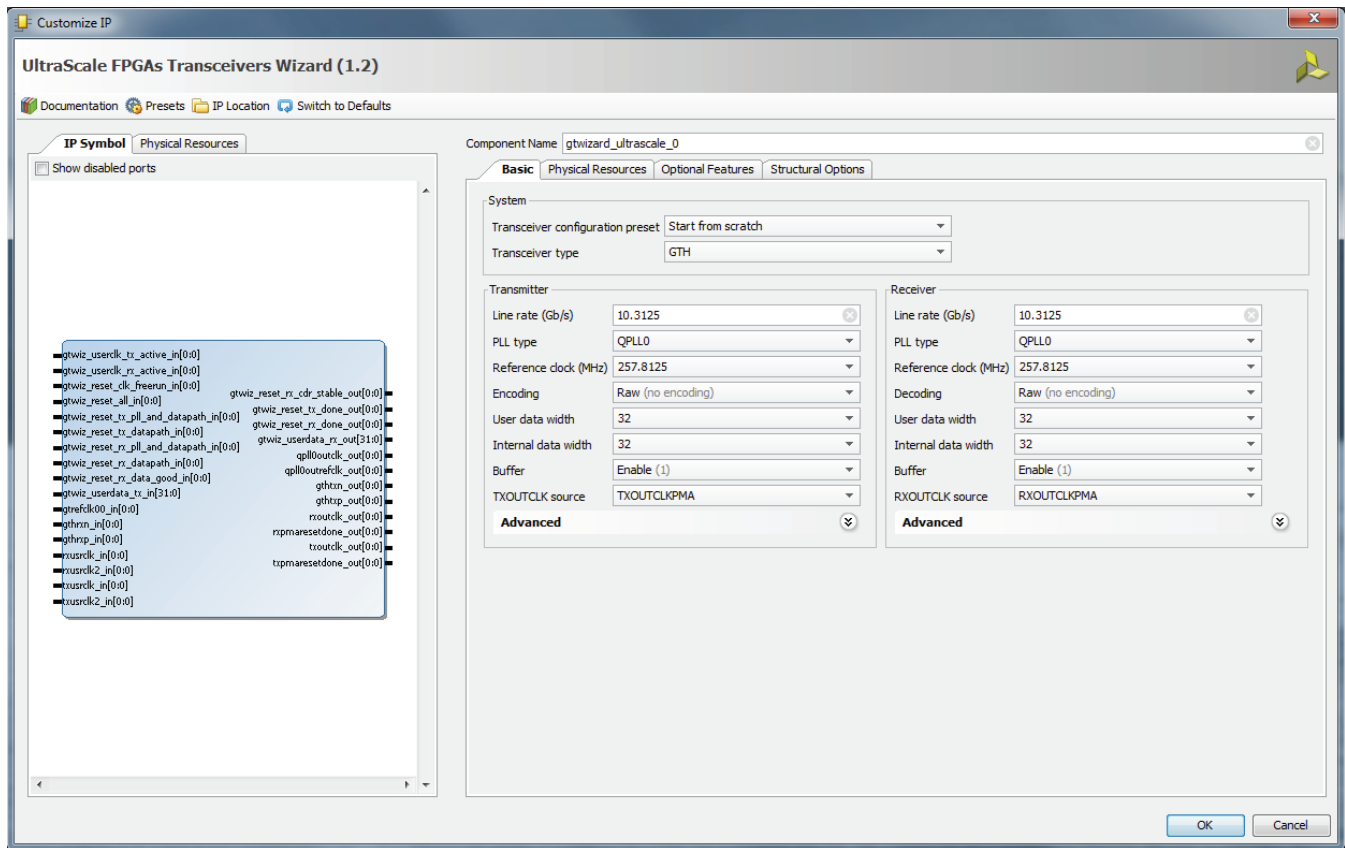 Customize IP
UltraScale FPGAs Transceivers Wizard (1.2)
Documentation Presets IP Location Switch to Defaults
IP Symbol Physical Resources
Show disabled ports
gtwiz_userclk_tx_active_in[0:0]
gtwiz_userclk_rx_active_in[0:0]
gtwiz_reset_clk_freerun_in[0:0]
gtwiz_reset_all_in[0:0]
gtwiz_reset_tx_pll_and_datapath_in[0:0]
gtwiz_reset_tx_datapath_in[0:0]
gtwiz_reset_rx_pll_and_datapath_in[0:0]
gtwiz_reset_rx_datapath_in[0:0]
gtwiz_reset_rx_data_good_in[0:0]
gtwiz_userdata_tx_in[31:0]
gtrefclk00_in[0:0]
gthrxn_in[0:0]
gthrxp_in[0:0]
rxusrclk_in[0:0]
rxusrclk2_in[0:0]
txusrclk_in[0:0]
txusrclk2_in[0:0]
gtwiz_reset_rx_cdr_stable_out[0:0]
gtwiz_reset_tx_done_out[0:0]
gtwiz_reset_rx_done_out[0:0]
gtwiz_userdata_rx_out[31:0]
qpll0outclk_out[0:0]
qpll0outrefclk_out[0:0]
gthtxn_out[0:0]
gthtxp_out[0:0]
rxoutclk_out[0:0]
rxpmaresetdone_out[0:0]
txoutclk_out[0:0]
txpmaresetdone_out[0:0]
Component Name gtwizard_ultrascale_0
Basic Physical Resources Optional Features Structural Options
System
Transceiver configuration preset Start from scratch
Transceiver type GTH
Transmitter
Line rate (Gb/s) 10.3125
PLL type QPLL0
Reference clock (MHz) 257.8125
Encoding Raw (no encoding)
User data width 32
Internal data width 32
Buffer Enable (1)
TXOUTCLK source TXOUTCLKPMA
Advanced
Receiver
Line rate (Gb/s) 10.3125
PLL type QPLL0
Reference clock (MHz) 257.8125
Decoding Raw (no encoding)
User data width 32
Internal data width 32
Buffer Enable (1)
RXOUTCLK source RXOUTCLKPMA
Advanced
OK Cancel